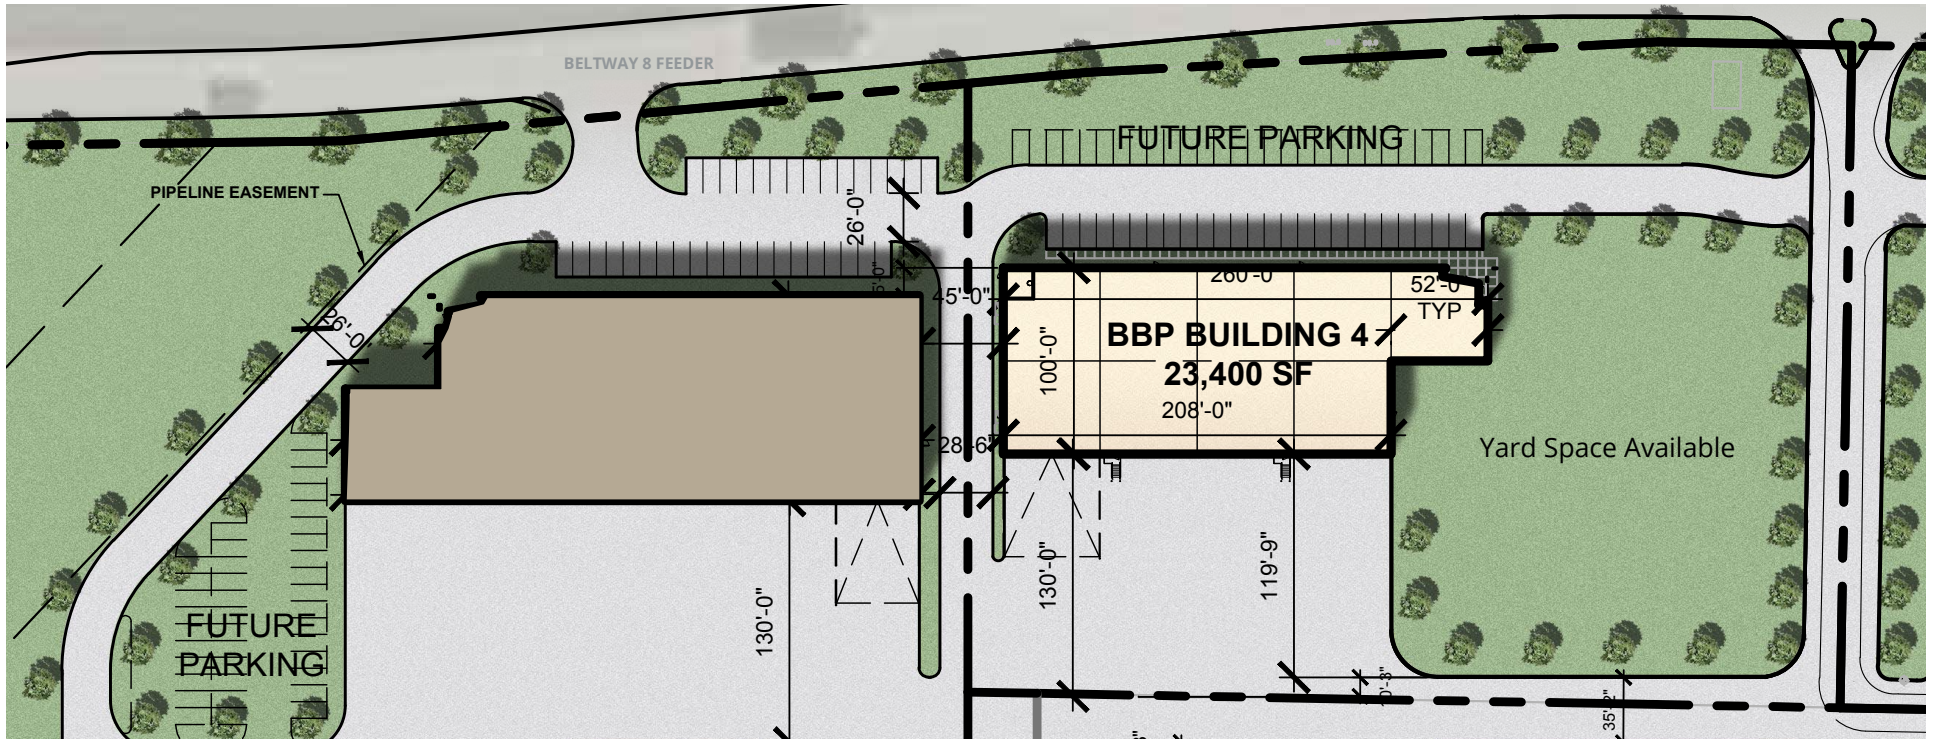 BELTWAY 8 FEEDER
FUTURE PARKING
PIPELINE EASEMENT
26'-0"
260'-0
52'-0
TYP
45'-0"
26'-0"
BBP BUILDING 4
100'-0"
23,400 SF
208'-0"
28'-6"
Yard Space Available
130'-0"
119'-9"
130'-0"
FUTURE
PARKING
35'-2"